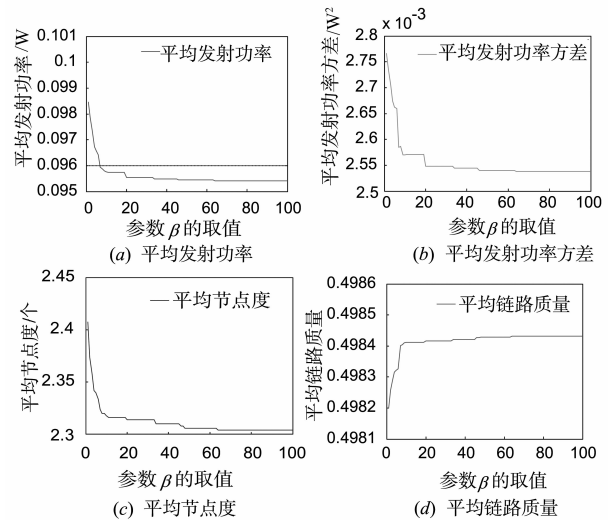 0.101
0.1
0.099
0.098
0.097
0.096
0.095
平均发射功率/W
平均发射功率
0 20 40 60 80 100
参数β的取值
(a) 平均发射功率
×10-3
2.8
2.75
2.7
2.65
2.6
2.55
2.5
平均发射功率方差/W2
平均发射功率方差
0 20 40 60 80 100
参数β的取值
(b) 平均发射功率方差
2.45
2.4
2.35
2.3
平均节点度/个
平均节点度
0 20 40 60 80 100
参数β的取值
(c) 平均节点度
0.4986
0.4985
0.4984
0.4983
0.4982
0.4981
平均链路质量
平均链路质量
0 20 40 60 80 100
参数β的取值
(d) 平均链路质量